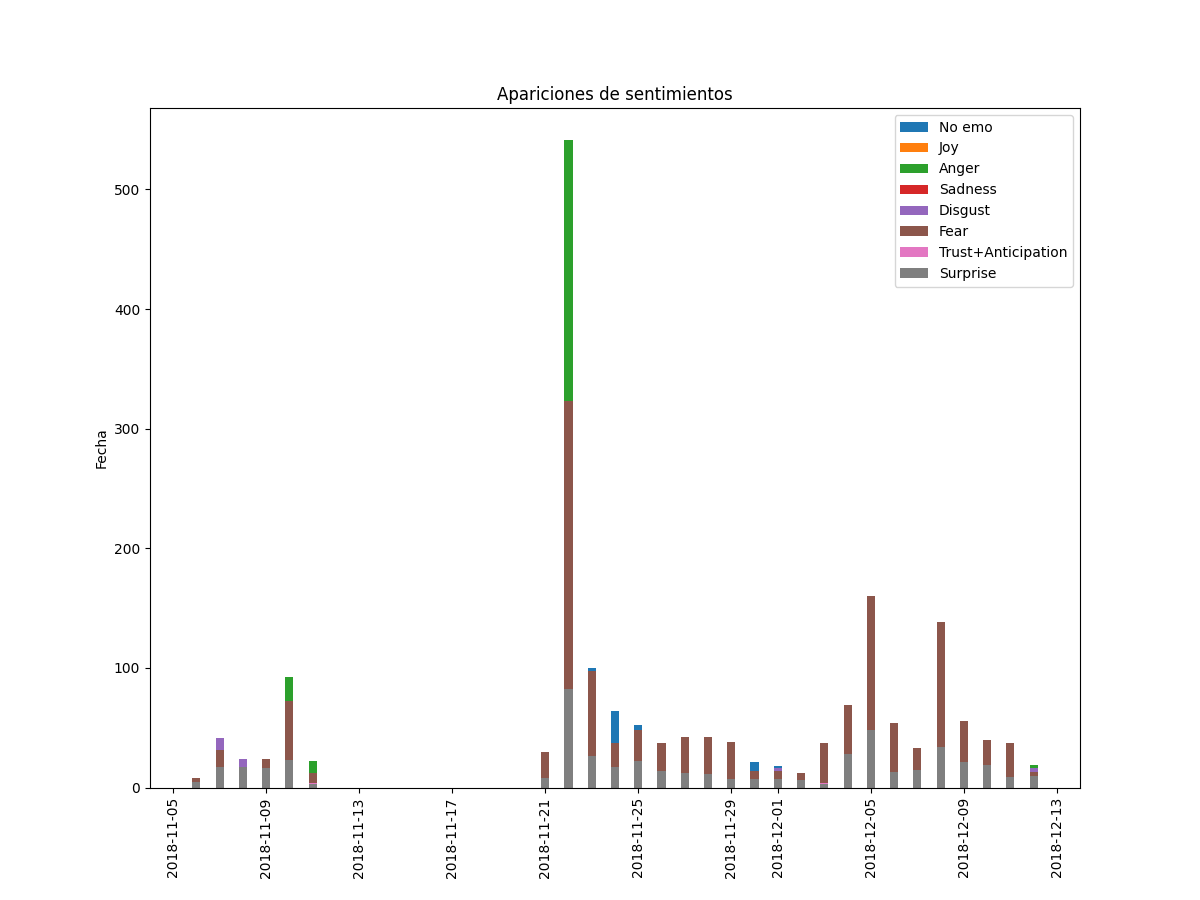 Apariciones de sentimientos
No emo
Joy
Anger
Sadness
Disgust
Fear
Trust+Anticipation
Surprise
Fecha
500
400
300
200
100
0
2018-11-05
2018-11-09
2018-11-13
2018-11-17
2018-11-21
2018-11-25
2018-11-29
2018-12-01
2018-12-05
2018-12-09
2018-12-13